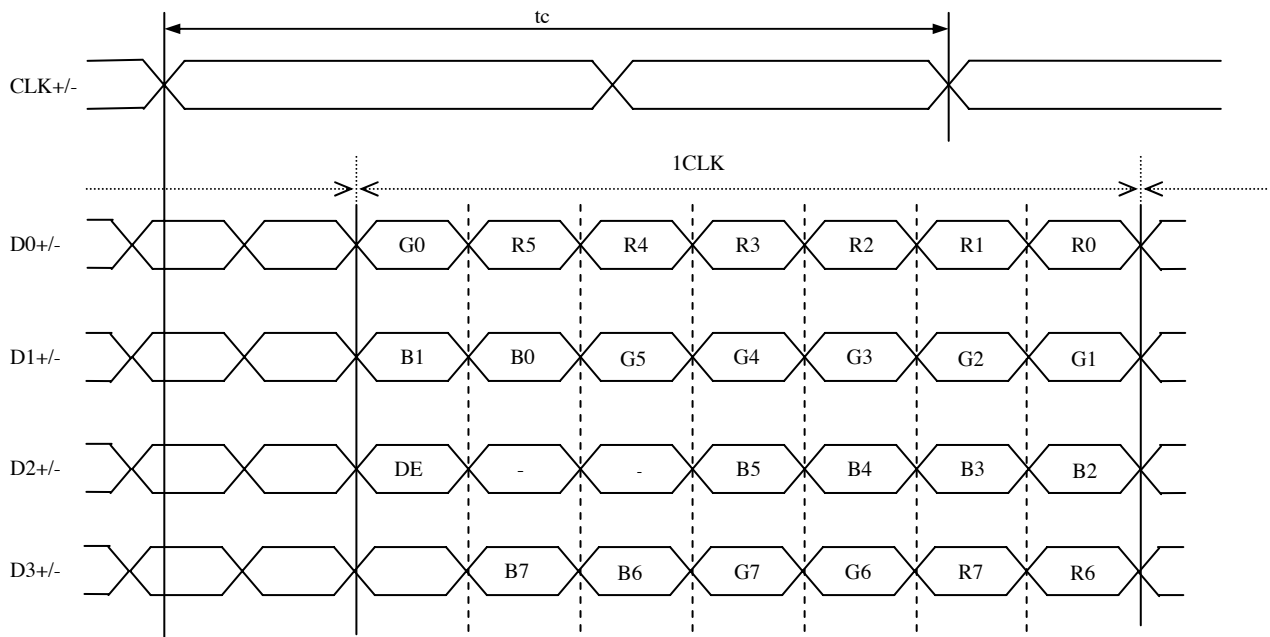 tc
CLK+/-
1CLK
D0+/- G0 R5 R4 R3 R2 R1 R0
D1+/- B1 B0 G5 G4 G3 G2 G1
D2+/- DE - - B5 B4 B3 B2
D3+/- B7 B6 G7 G6 R7 R6